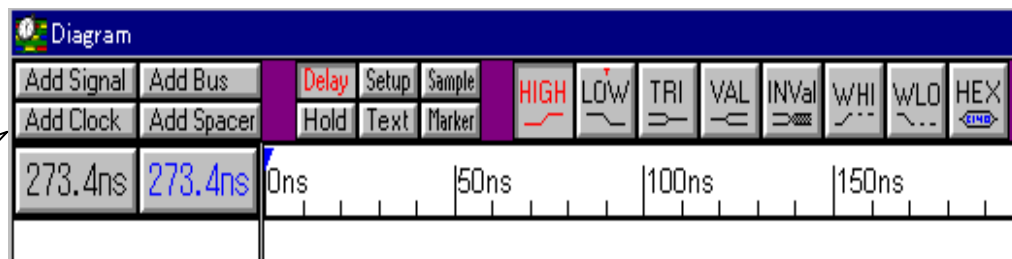 Diagram
Add Signal Add Bus Delay Setup Sample HIGH LOW TRI VAL INVal WHI WLO HEX
Add Clock Add Spacer Hold Text Marker
273.4ns 273.4ns 0ns 50ns 100ns 150ns